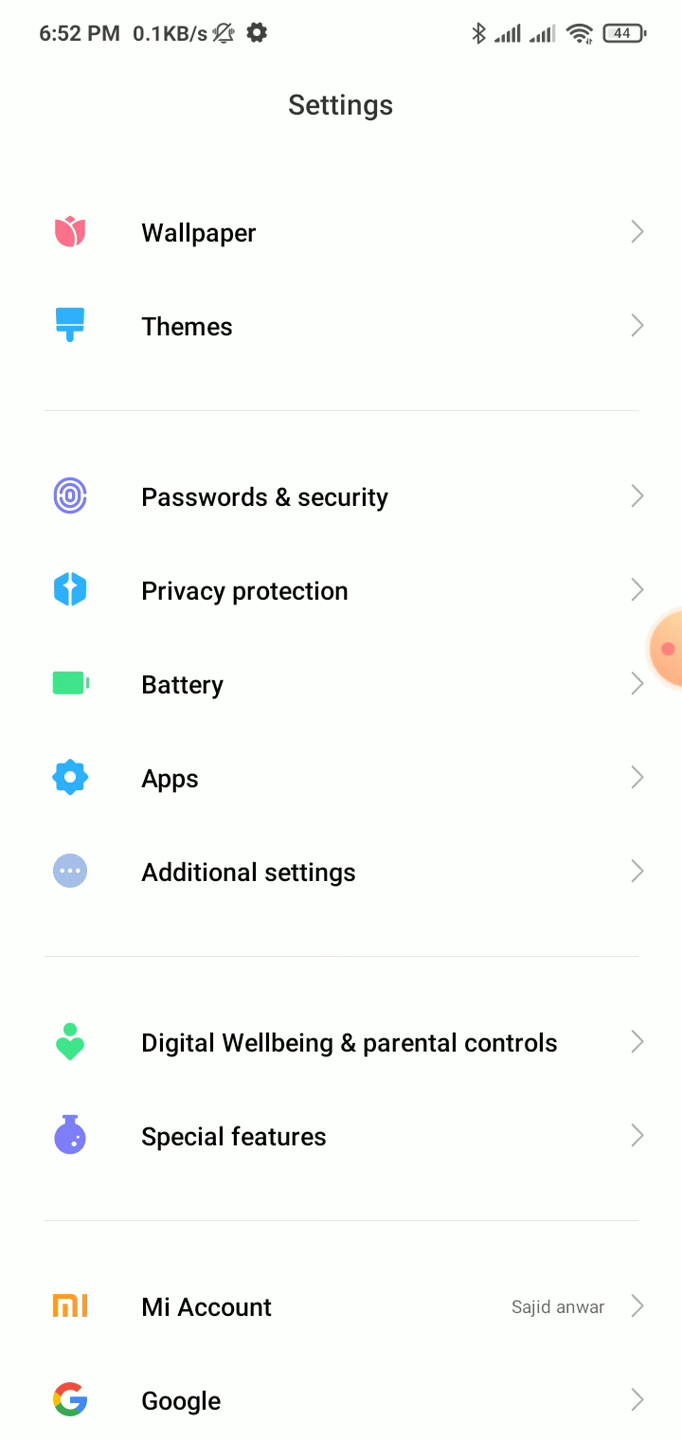 6:52 PM 0.1KB/s 44
Settings
Wallpaper
Themes
Passwords & security
Privacy protection
Battery
Apps
Additional settings
Digital Wellbeing & parental controls
Special features
Mi Account Sajid anwar
Google